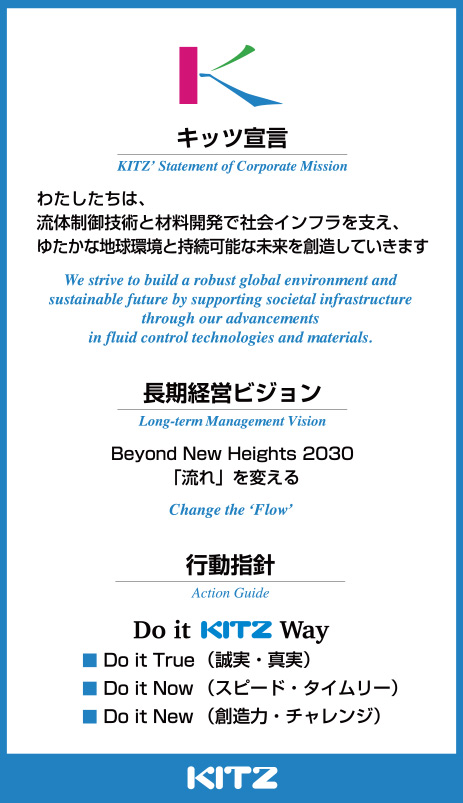 キッツ宣言
KITZ’ Statement of Corporate Mission
わたしたちは、
流体制御技術と材料開発で社会インフラを支え、
ゆたかな地球環境と持続可能な未来を創造していきます
We strive to build a robust global environment and
sustainable future by supporting societal infrastructure
through our advancements
in fluid control technologies and materials.
長期経営ビジョン
Long-term Management Vision
Beyond New Heights 2030
「流れ」を変える
Change the ‘Flow’
行動指針
Action Guide
Do it KITZ Way
■ Do it True（誠実・真実）
■ Do it Now（スピード・タイムリー）
■ Do it New（創造力・チャレンジ）
KITZ